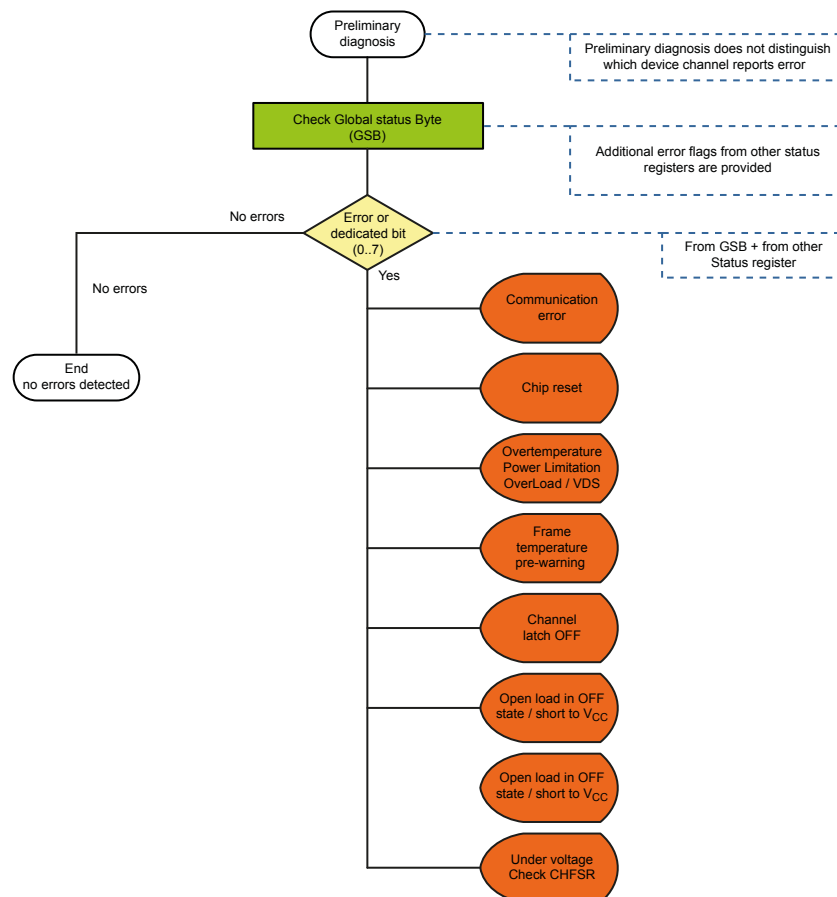 Preliminary
diagnosis
Preliminary diagnosis does not distinguish
which device channel reports error
Check Global status Byte
(GSB)
Additional error flags from other status
registers are provided
No errors
Error or
dedicated bit
(0..7)
From GSB + from other
Status register
Yes
No errors
Communication
error
End
no errors detected
Chip reset
Overtemperature
Power Limitation
OverLoad / VDS
Frame
temperature
pre-warning
Channel
latch OFF
Open load in OFF
state / short to VCC
Open load in OFF
state / short to VCC
Under voltage
Check CHFSR